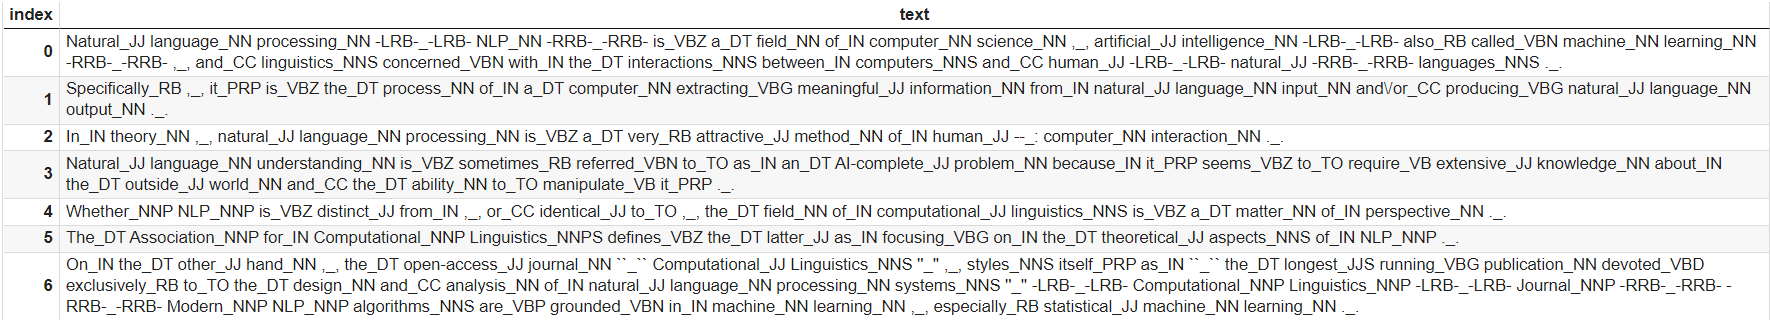 index text
0 Natural_JJ language_NN processing_NN -LRB-_-LRB- NLP_NN -RRB-_-RRB- is_VBZ a_DT field_NN of_IN computer_NN science_NN ,_, artificial_JJ intelligence_NN -LRB-_-LRB- also_RB called_VBN machine_NN learning_NN
-RRB-_-RRB- ,_, and_CC linguistics_NNS concerned_VBN with_IN the_DT interactions_NNS between_IN computers_NNS and_CC human_JJ -LRB-_-LRB- natural_JJ -RRB-_-RRB- languages_NNS ._.
1 Specifically_RB ,_, it_PRP is_VBZ the_DT process_NN of_IN a_DT computer_NN extracting_VBG meaningful_JJ information_NN from_IN natural_JJ language_NN input_NN and\/or_CC producing_VBG natural_JJ language_NN
output_NN ._.
2 In_IN theory_NN ,_, natural_JJ language_NN processing_NN is_VBZ a_DT very_RB attractive_JJ method_NN of_IN human_JJ --_: computer_NN interaction_NN ._.
3 Natural_JJ language_NN understanding_NN is_VBZ sometimes_RB referred_VBN to_TO as_IN an_DT AI-complete_JJ problem_NN because_IN it_PRP seems_VBZ to_TO require_VB extensive_JJ knowledge_NN about_IN
the_DT outside_JJ world_NN and_CC the_DT ability_NN to_TO manipulate_VB it_PRP ._.
4 Whether_NNP NLP_NNP is_VBZ distinct_JJ from_IN ,_, or_CC identical_JJ to_TO ,_, the_DT field_NN of_IN computational_JJ linguistics_NNS is_VBZ a_DT matter_NN of_IN perspective_NN ._.
5 The_DT Association_NNP for_IN Computational_NNP Linguistics_NNPS defines_VBZ the_DT latter_JJ as_IN focusing_VBG on_IN the_DT theoretical_JJ aspects_NNS of_IN NLP_NNP ._.
6 On_IN the_DT other_JJ hand_NN ,_, the_DT open-access_JJ journal_NN ``_`` Computational_JJ Linguistics_NNS ''_'' ,_, styles_NNS itself_PRP as_IN ``_`` the_DT longest_JJS running_VBG publication_NN devoted_VBD
exclusively_RB to_TO the_DT design_NN and_CC analysis_NN of_IN natural_JJ language_NN processing_NN systems_NNS ''_'' -LRB-_-LRB- Computational_NNP Linguistics_NNP -LRB-_-LRB- Journal_NNP -RRB-_-RRB- -
RRB-_-RRB- Modern_NNP NLP_NNP algorithms_NNS are_VBP grounded_VBN in_IN machine_NN learning_NN ,_, especially_RB statistical_JJ machine_NN learning_NN ._.